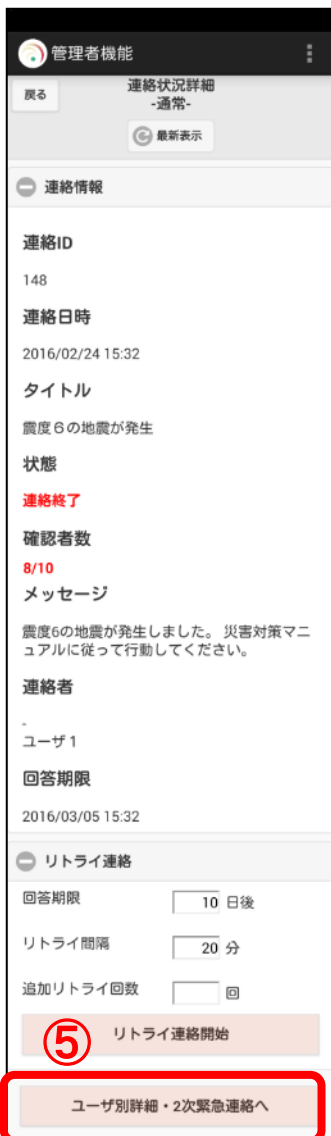 管理者機能
戻る
連絡状況詳細
-通常-
最新表示
連絡情報
連絡ID
148
連絡日時
2016/02/24 15:32
タイトル
震度６の地震が発生
状態
連絡終了
確認者数
8/10
メッセージ
震度6の地震が発生しました。 災害対策マニ
ュアルに従って行動してください。
連絡者
-
ユーザ１
回答期限
2016/03/05 15:32
リトライ連絡
回答期限 10 日後
リトライ間隔 20 分
追加リトライ回数 回
リトライ連絡開始
⑤
ユーザ別詳細・2次緊急連絡へ